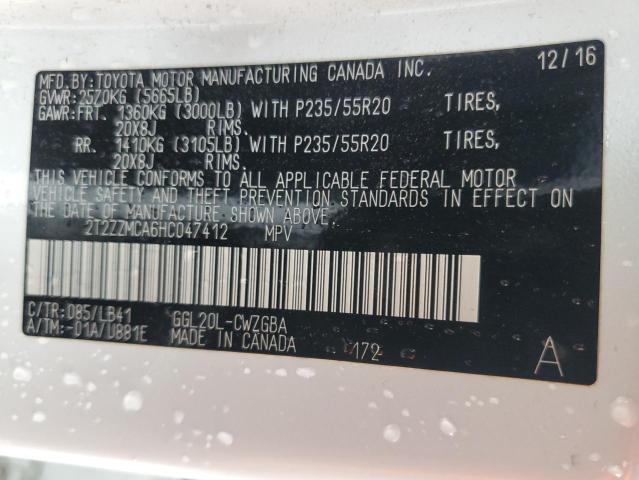 MFD.BY:TOYOTA MOTOR MANUFACTURING CANADA INC. 12/16
GVWR:2570KG (5665LB)
GAWR:FRT. 1360KG (3000LB) WITH P235/55R20 TIRES,
20X8J RIMS.
RR. 1410KG (3105LB) WITH P235/55R20 TIRES,
20X8J RIMS.
THIS VEHICLE CONFORMS TO ALL APPLICABLE FEDERAL MOTOR
VEHICLE SAFETY AND THEFT PREVENTION STANDARDS IN EFFECT ON
THE DATE OF MANUFACTURE SHOWN ABOVE.
2T2ZZMCA6HC047412 MPV
C/TR:085/LB41 GGL20L-CWZGBA
A/TM:-01A/U881E MADE IN CANADA 172 A